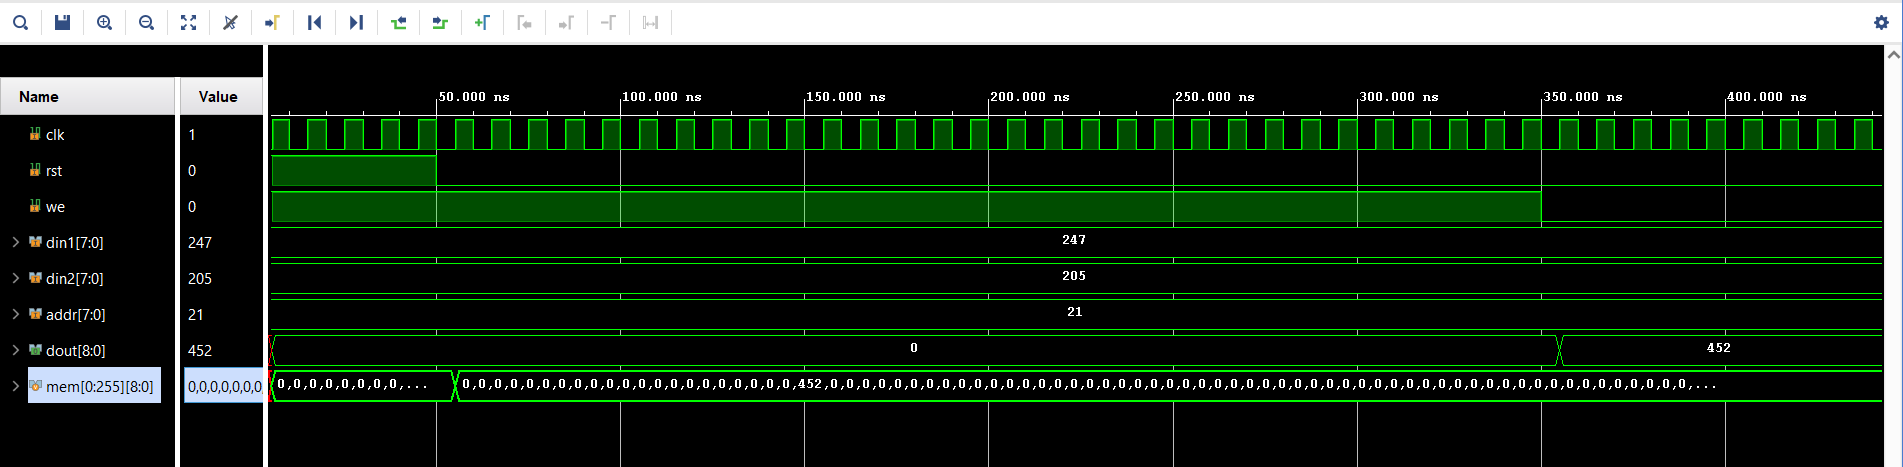 Name Value
50.000 ns 100.000 ns 150.000 ns 200.000 ns 250.000 ns 300.000 ns 350.000 ns 400.000 ns
clk 1
rst 0
we 0
din1[7:0] 247 247
din2[7:0] 205 205
addr[7:0] 21 21
dout[8:0] 452 0 452
mem[0:255][8:0] 0,0,0,0,0,0,0 0,0,0,0,0,0,0,0,... 0,0,0,0,0,0,0,0,0,0,0,0,0,0,0,0,0,0,0,0,0,452,0,0,0,0,0,0,0,0,0,0,0,0,0,0,0,0,0,0,0,0,0,0,0,0,0,0,0,0,0,0,0,0,0,0,0,0,0,0,0,0,0,0,0,0,0,0,0,0,0,0,0,0,0,0,...